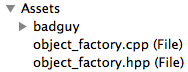 Assets
badguy
object_factory.cpp (File)
object_factory.hpp (File)